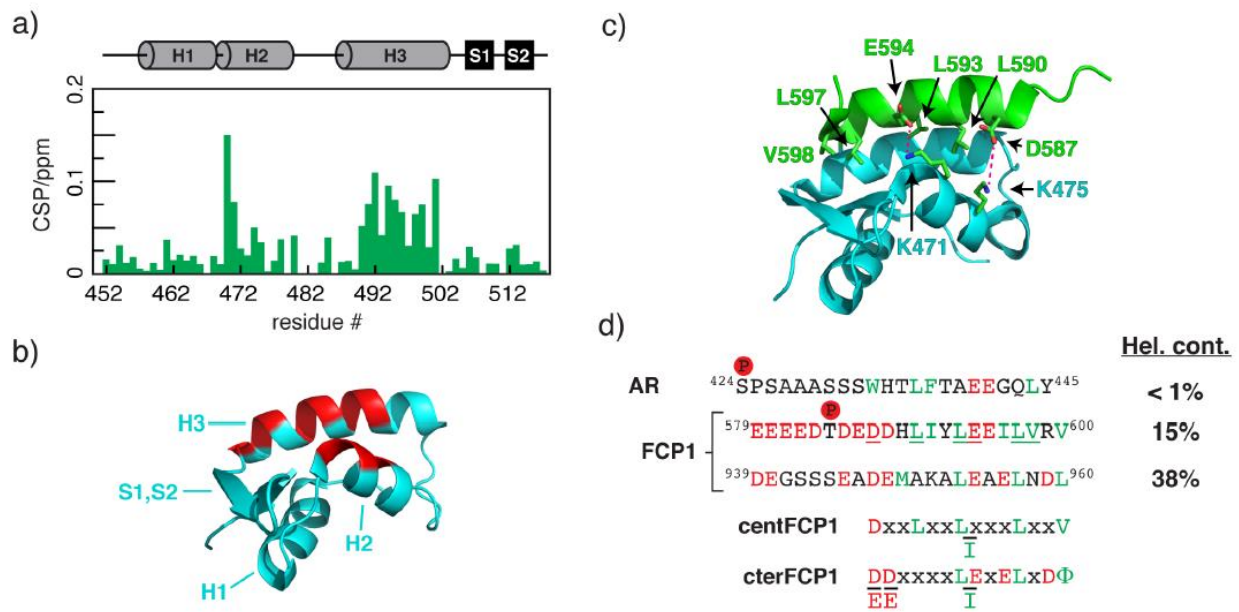 a)
H1 H2 H3 S1 S2
0.2
0.1
0
CSP/ppm
452 462 472 482 492 502 512
residue #
b)
H3
S1,S2
H2
H1
c)
E594
L593 L590
L597
V598
D587
K475
K471
d)
Hel. cont.
P
AR 424SPSAAASSSWHTLFTAEEGQLY445 < 1%
P
FCP1 579EEEEDTDEDDHLIYLEEILVRV600 15%
939DEGSSSEADEMAKALEAELNDL960 38%
centFCP1 DxxLxxLxxxLxxV
I
cterFCP1 DDxxxxLExELxDΦ
EE I